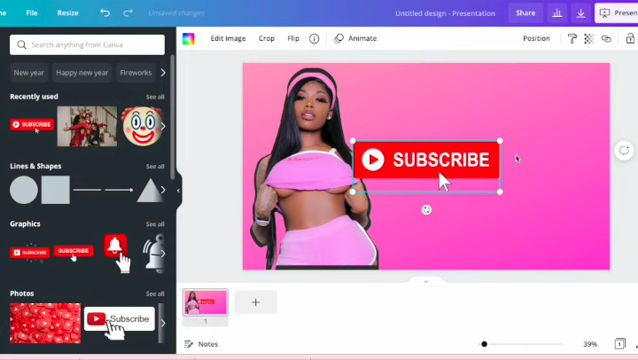 File
Resize
Unsaved changes
Untitled design - Presentation
Share
Search anything from Canva
Edit image
Crop
Flip
Animate
Position
New year
Happy new year
Fireworks
Recently used
See all
SUBSCRIBE
Lines & Shapes
See all
SUBSCRIBE
Graphics
See all
SUBSCRIBE
SUBSCRIBE
Photos
See all
Subscribe
1
Notes
39%
1